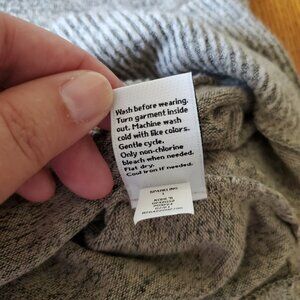 Wash before wearing.
Turn garment inside
out. Machine wash
cold with like colors.
Gentle cycle.
Only non-chlorine
bleach when needed.
Flat dry.
Cool iron if needed.